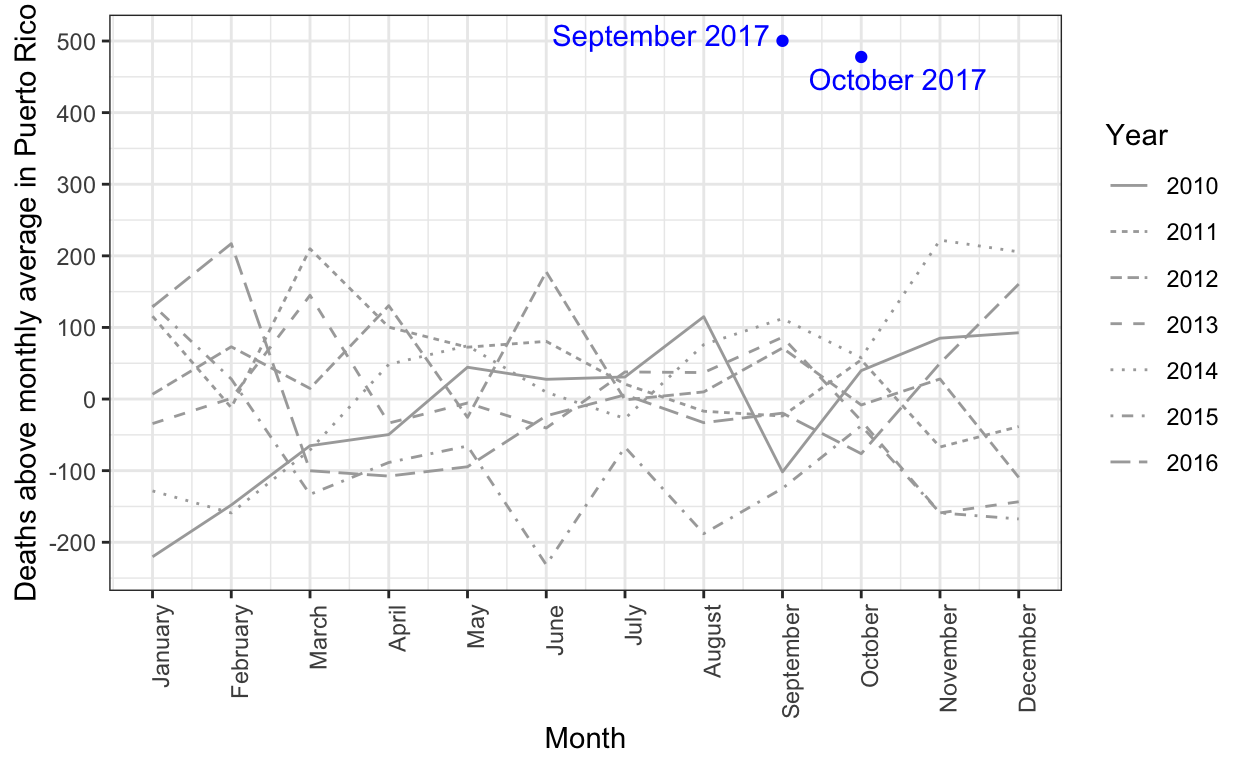 Deaths above monthly average in Puerto Rico
500
400
300
200
100
0
-100
-200
September 2017
October 2017
January
February
March
April
May
June
July
August
September
October
November
December
Month
Year
2010
2011
2012
2013
2014
2015
2016